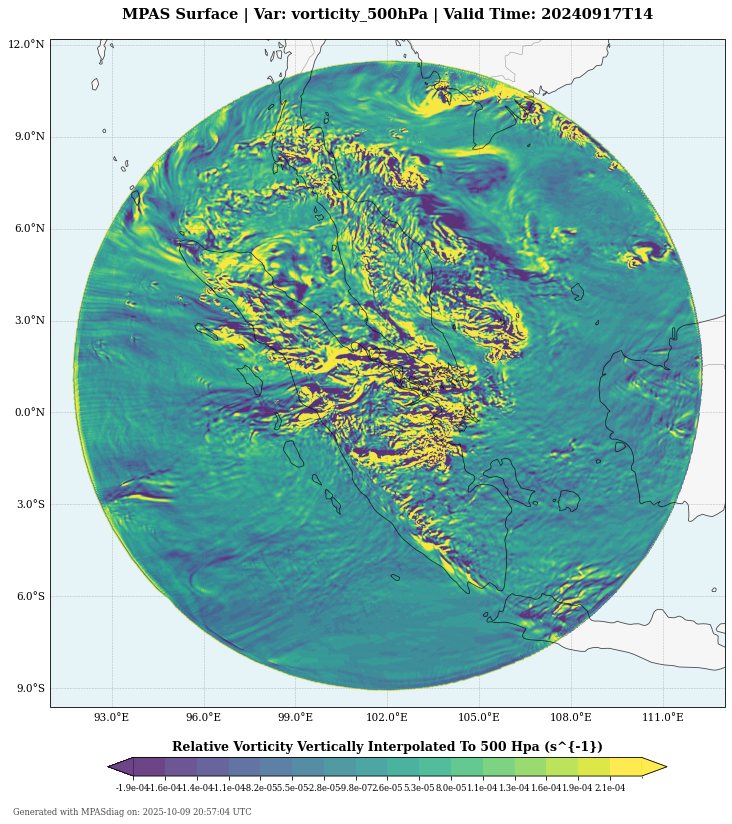 MPAS Surface | Var: vorticity_500hPa | Valid Time: 20240917T14
12.0°N
9.0°N
6.0°N
3.0°N
0.0°N
3.0°S
6.0°S
9.0°S
93.0°E 96.0°E 99.0°E 102.0°E 105.0°E 108.0°E 111.0°E
Relative Vorticity Vertically Interpolated To 500 Hpa (s^{-1})
-1.9e-04-1.6e-04-1.4e-04-1.1e-04-8.2e-05-5.5e-05-2.8e-05-9.8e-07 2.6e-05 5.3e-05 8.0e-05 1.1e-04 1.3e-04 1.6e-04 1.9e-04 2.1e-04
Generated with MPASdiag on: 2025-10-09 20:57:04 UTC